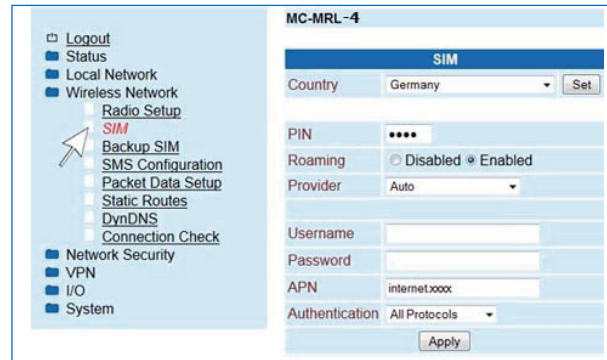 MC-MRL-4
Logout
Status
Local Network
Wireless Network
Radio Setup
SIM
Backup SIM
SMS Configuration
Packet Data Setup
Static Routes
DynDNS
Connection Check
Network Security
VPN
I/O
System
SIM
Country Germany Set
PIN ••••
Roaming Disabled Enabled
Provider Auto
Username
Password
APN internet.xxxx
Authentication All Protocols
Apply